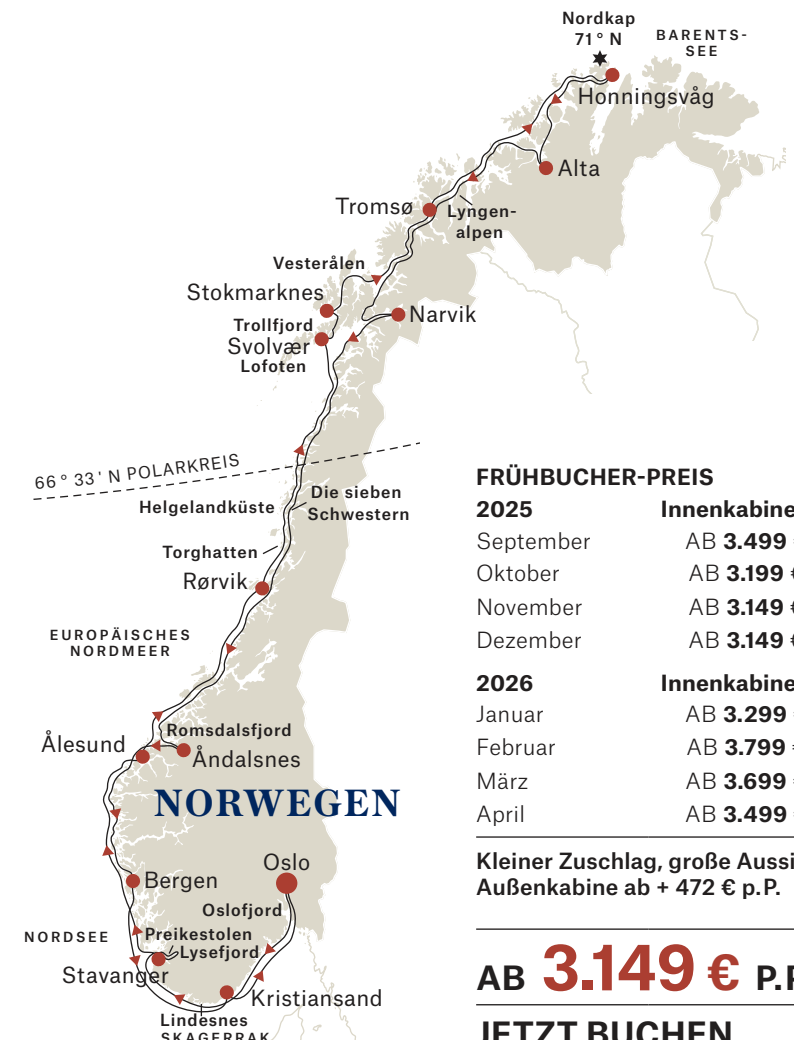 Nordkap
71° N
BARENTS-
SEE
Honningsvåg
Alta
Tromsø
Lyngen-
alpen
Vesterålen
Stokmarknes
Narvik
Trollfjord
Svolvær
Lofoten
66° 33' N POLARKREIS
Helgelandküste
Die sieben
Schwestern
Torghatten
Rørvik
EUROPÄISCHES
NORDMEER
Romsdalsfjord
Ålesund
Åndalsnes
NORWEGEN
Oslo
Bergen
Oslofjord
NORDSEE
Preikestolen
Lysefjord
Stavanger
Kristiansand
Lindesnes
SKAGERRAK
FRÜHBUCHER-PREIS
2025 Innenkabine
September AB 3.499 €
Oktober AB 3.199 €
November AB 3.149 €
Dezember AB 3.149 €
2026 Innenkabine
Januar AB 3.299 €
Februar AB 3.799 €
März AB 3.699 €
April AB 3.499 €
Kleiner Zuschlag, große Aussi
Außenkabine ab + 472 € p.P.
AB 3.149 € P.P
JETZT BUCHEN